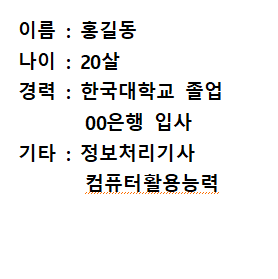 이름 : 홍길동
나이 : 20살
경력 : 한국대학교 졸업
00은행 입사
기타 : 정보처리기사
컴퓨터활용능력